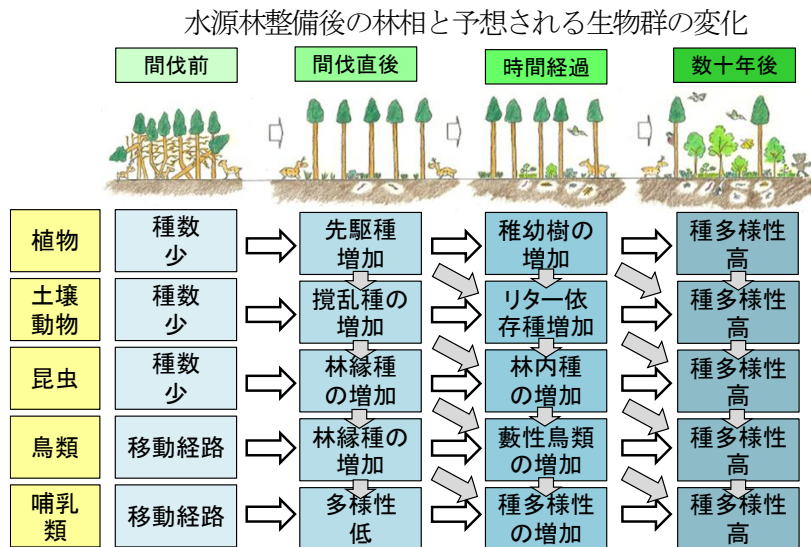 水源林整備後の林相と予想される生物群の変化
間伐前
間伐直後
時間経過
数十年後
植物
種数
少
先駆種
増加
稚幼樹の
増加
種多様性
高
土壌
動物
種数
少
撹乱種の
増加
リター依
存種増加
種多様性
高
昆虫
種数
少
林縁種
の増加
林内種
の増加
種多様性
高
鳥類
移動経路
林縁種の
増加
藪性鳥類
の増加
種多様性
高
哺乳
類
移動経路
多様性
低
種多様性
の増加
種多様性
高